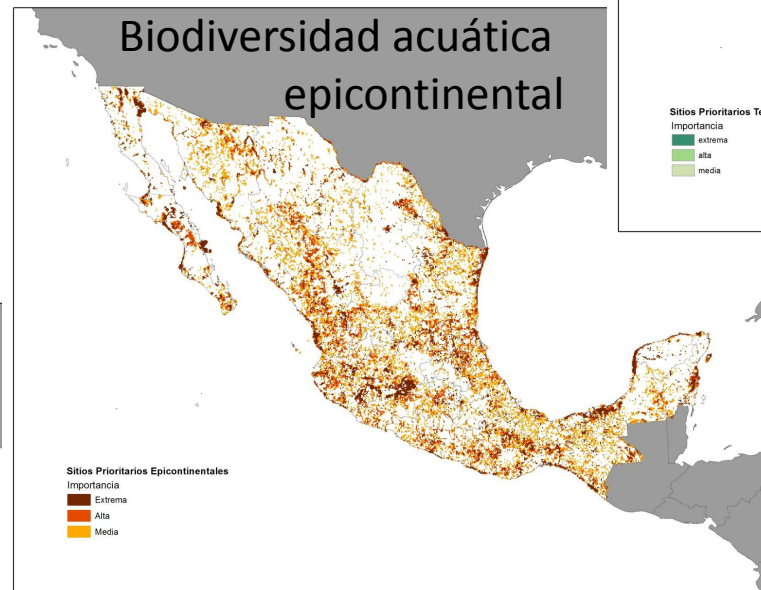 Biodiversidad acuática
epicontinental
Sitios Prioritarios Epicontinentales
Importancia
Extrema
Alta
Media
Sitios Prioritarios Te
Importancia
extrema
alta
media